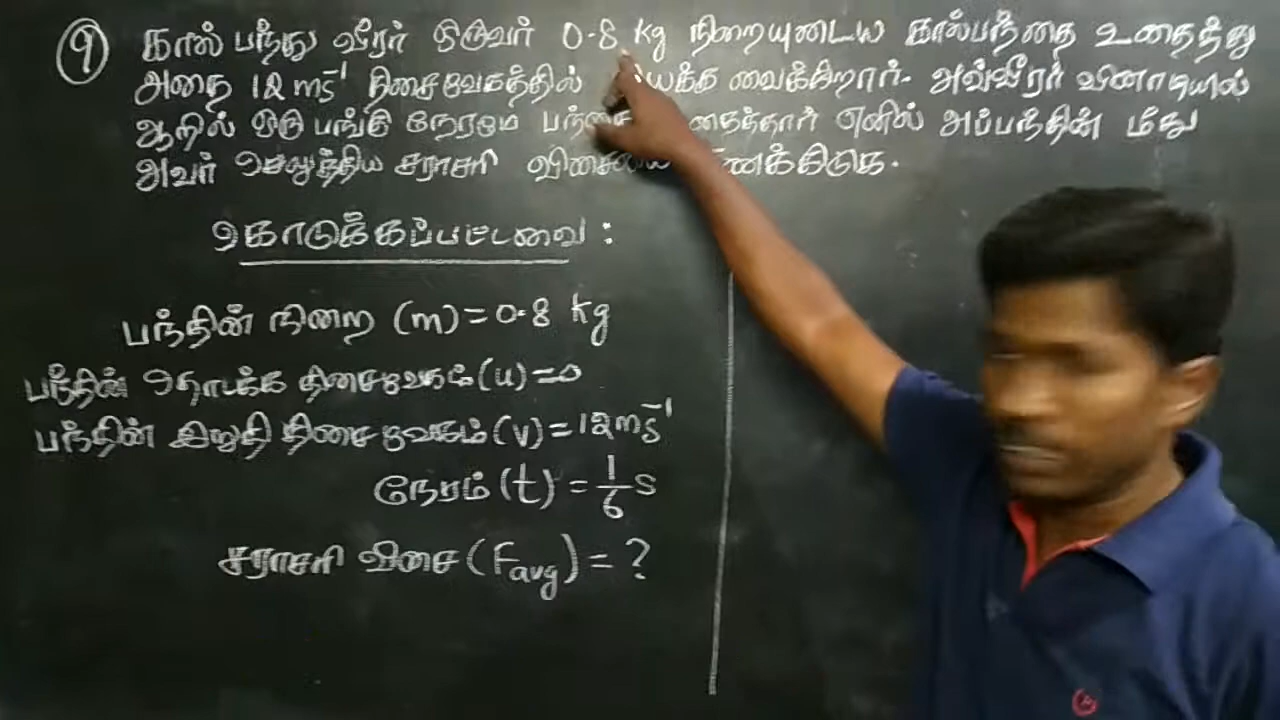 9 கால் பந்து வீரர் ஒருவர் 0.8 kg நிறையுடைய கால்பந்தை உதைத்து
அதை 12 ms⁻¹ திசைவேகத்தில் வைக்கிறார். அவ்வீரர் வினாடியில்
ஆறில் ஒரு பங்கு நேரமே எனில் அப்பந்தின் மீது
அவர் செலுத்திய சராசரி
கொடுக்கப்பட்டவை :
பந்தின் நிறை (m) = 0.8 kg
பந்தின் தொடக்க திசைவேகம் (u) = 0
பந்தின் இறுதி திசைவேகம் (v) = 12 ms⁻¹
நேரம் (t) = 1/6 s
சராசரி விசை (Favg) = ?